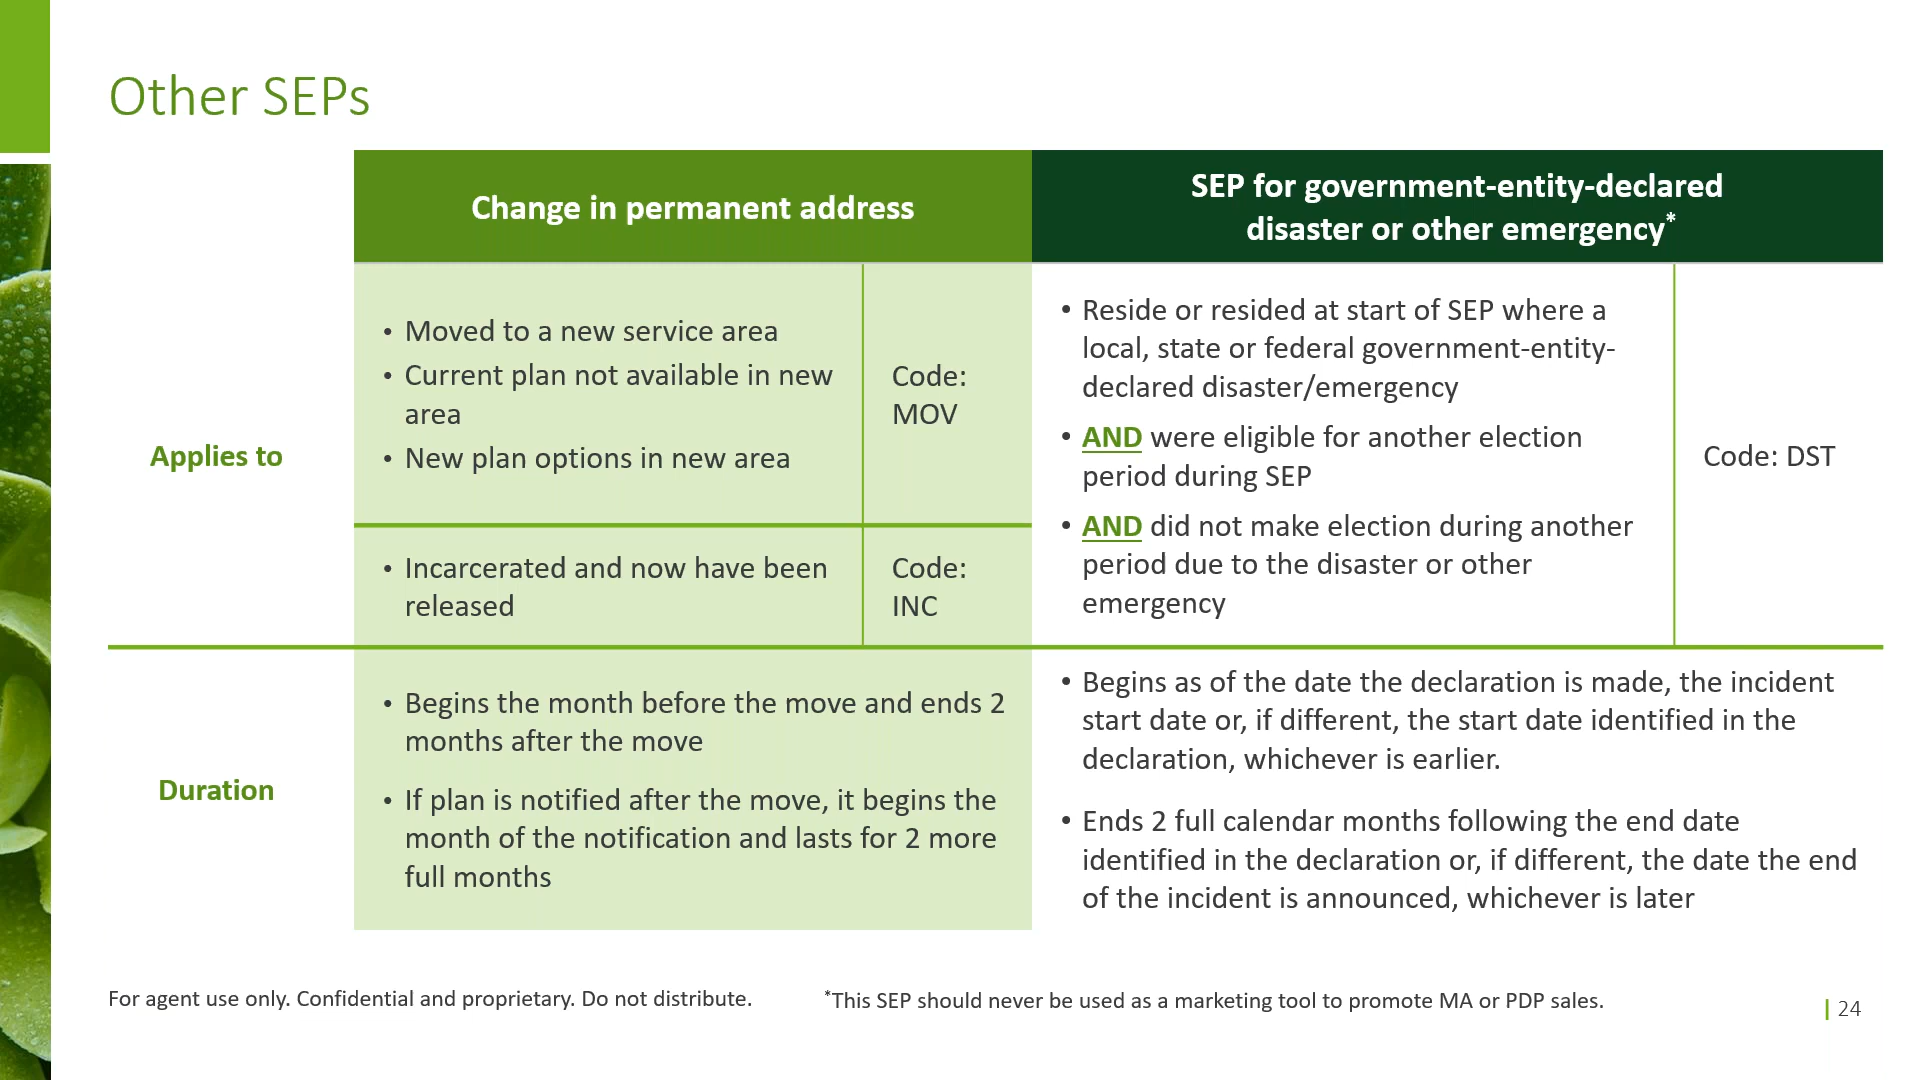 Other SEPs
Change in permanent address
SEP for government-entity-declared
disaster or other emergency*
Applies to
• Moved to a new service area
• Current plan not available in new
area
• New plan options in new area
Code:
MOV
• Incarcerated and now have been
released
Code:
INC
• Reside or resided at start of SEP where a
local, state or federal government-entity-
declared disaster/emergency
• AND were eligible for another election
period during SEP
• AND did not make election during another
period due to the disaster or other
emergency
Code: DST
Duration
• Begins the month before the move and ends 2
months after the move
• If plan is notified after the move, it begins the
month of the notification and lasts for 2 more
full months
• Begins as of the date the declaration is made, the incident
start date or, if different, the start date identified in the
declaration, whichever is earlier.
• Ends 2 full calendar months following the end date
identified in the declaration or, if different, the date the end
of the incident is announced, whichever is later
For agent use only. Confidential and proprietary. Do not distribute.
*This SEP should never be used as a marketing tool to promote MA or PDP sales.
| 24